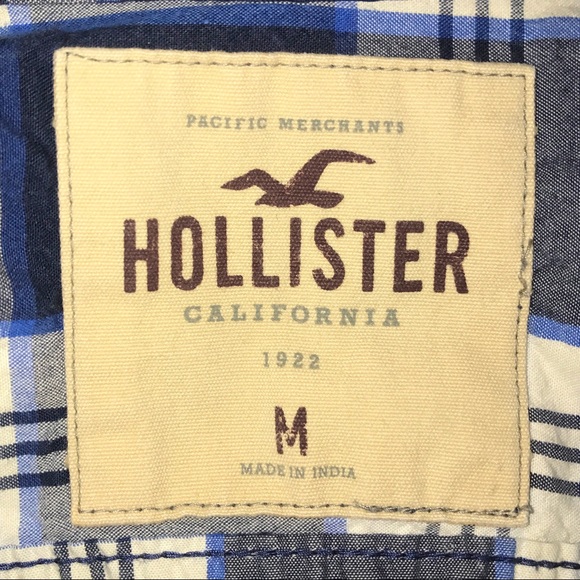 PACIFIC MERCHANTS
HOLLISTER
CALIFORNIA
1922
M
MADE IN INDIA